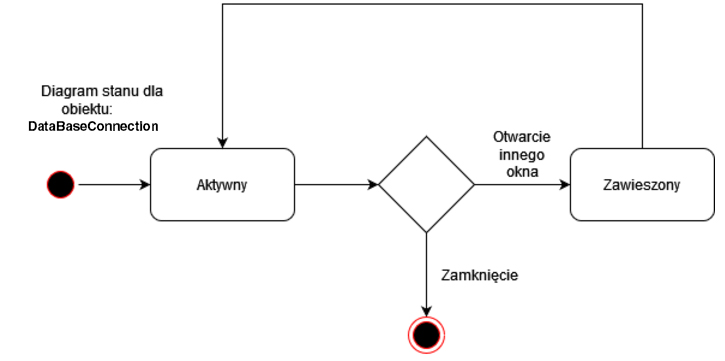 Diagram stanu dla
obiektu:
DataBaseConnection
Aktywny
Otwarcie
innego
okna
Zawieszony
Zamknięcie